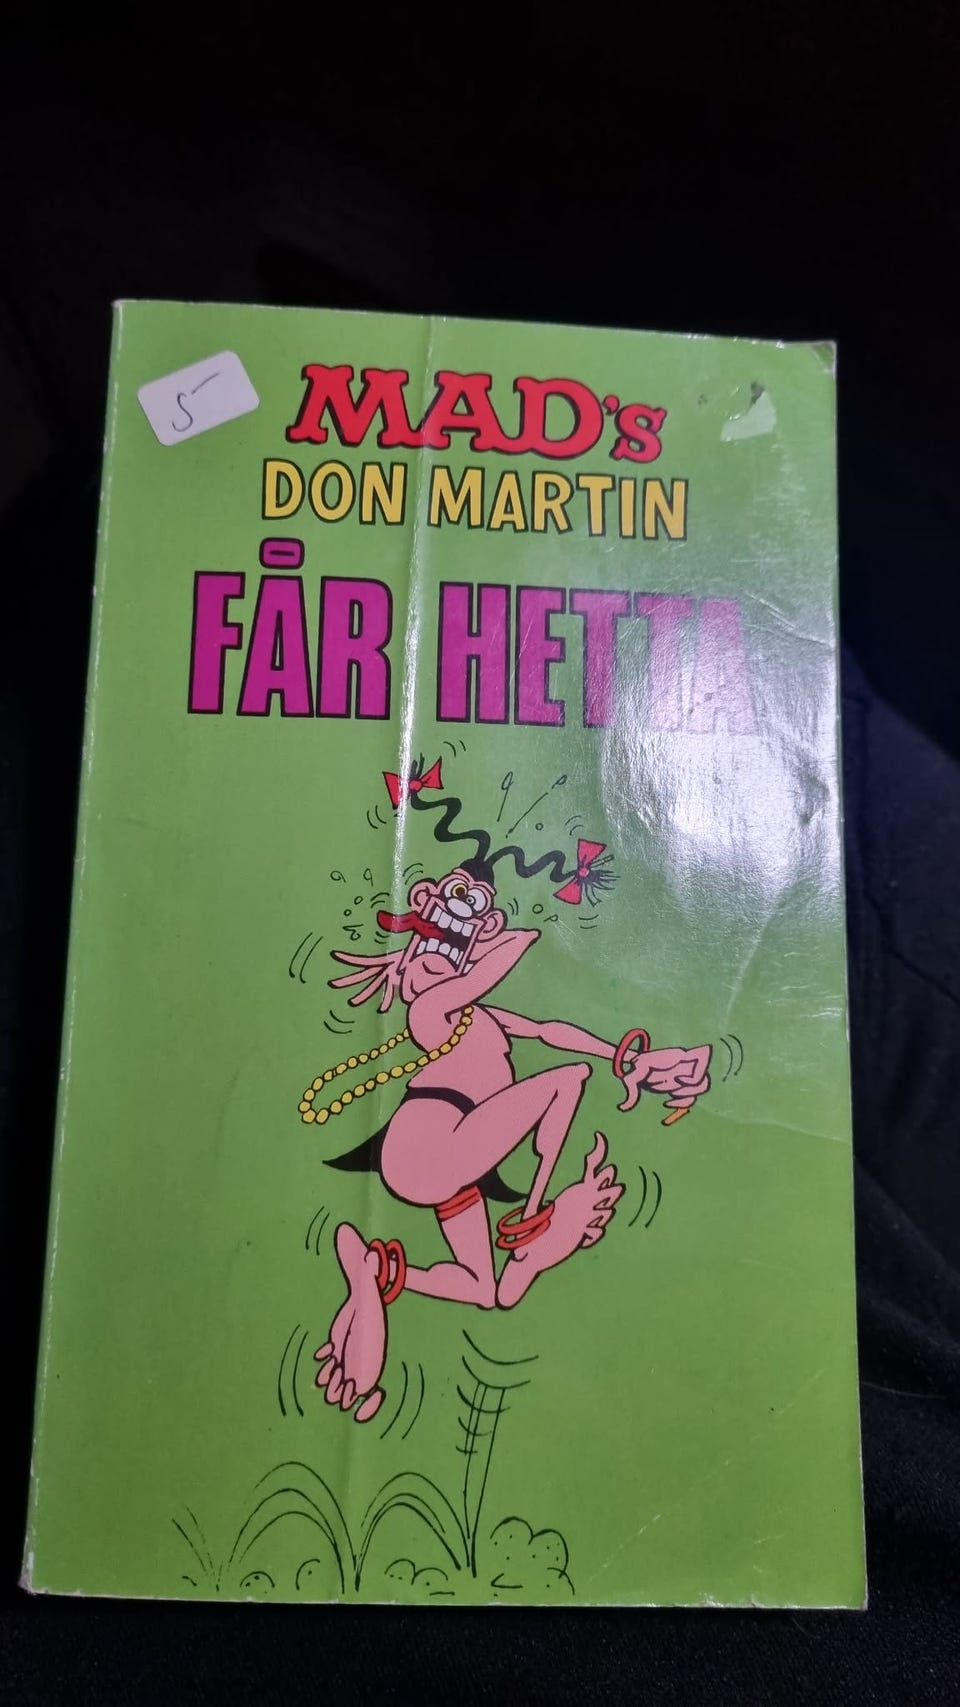 5-
MAD's
DON MARTIN
FÅR HETTA